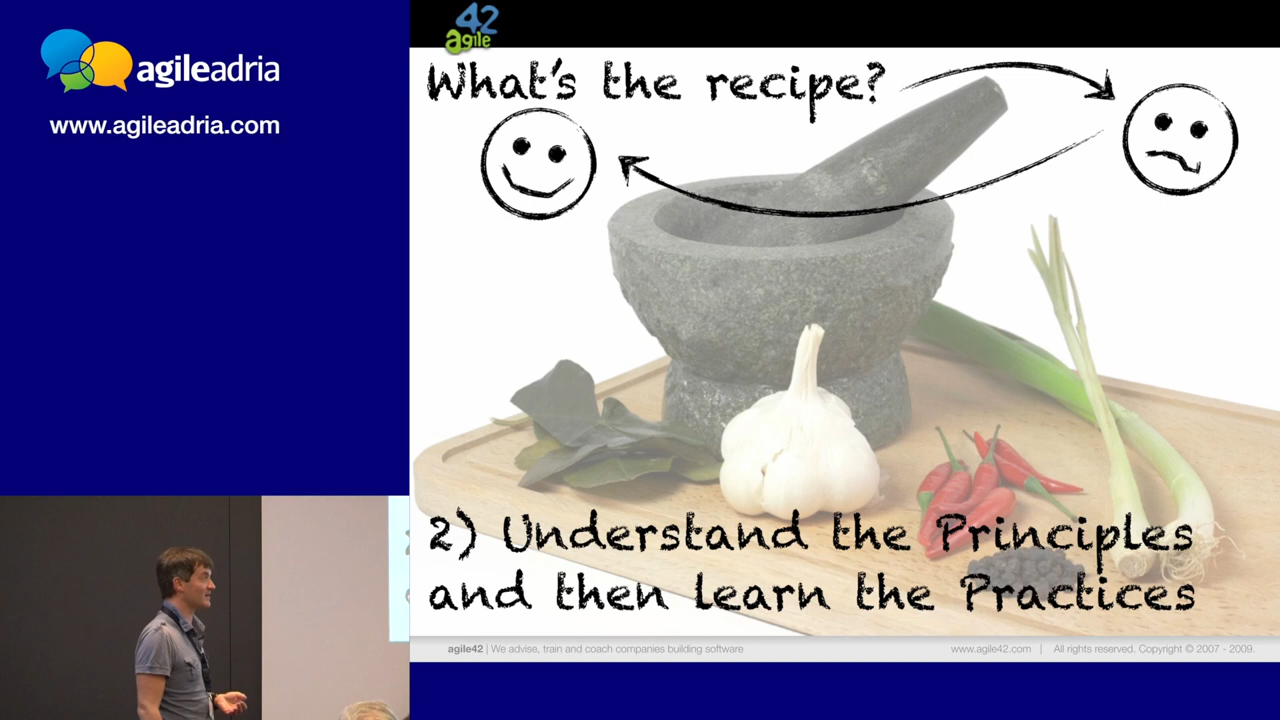 agileadria
www.agileadria.com
42
agile
What's the recipe?
2) Understand the Principles
and then learn the Practices
agile42 | We advise, train and coach companies building software
www.agile42.com | All rights reserved. Copyright © 2007 - 2009.